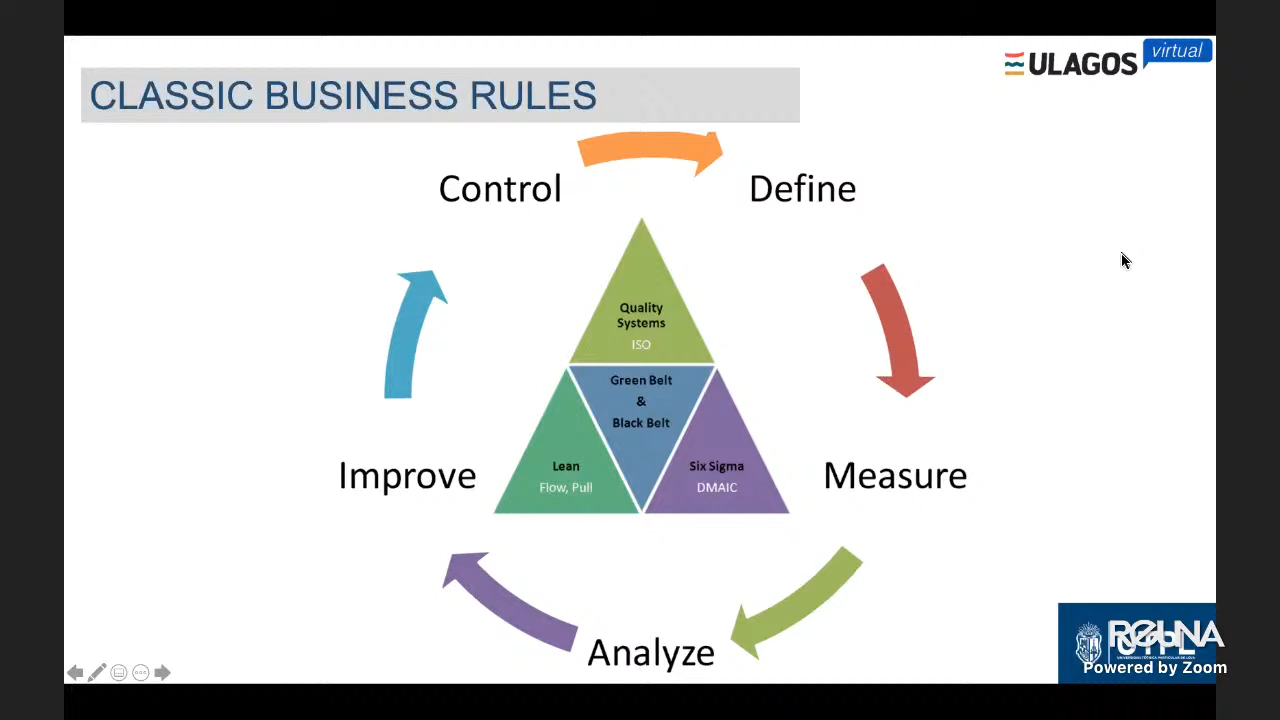 ULAGOS virtual
CLASSIC BUSINESS RULES
Control
Define
Quality
Systems
ISO
Green Belt
&
Black Belt
Lean
Flow, Pull
Six Sigma
DMAIC
Improve
Measure
Analyze
UTPL
Powered by Zoom